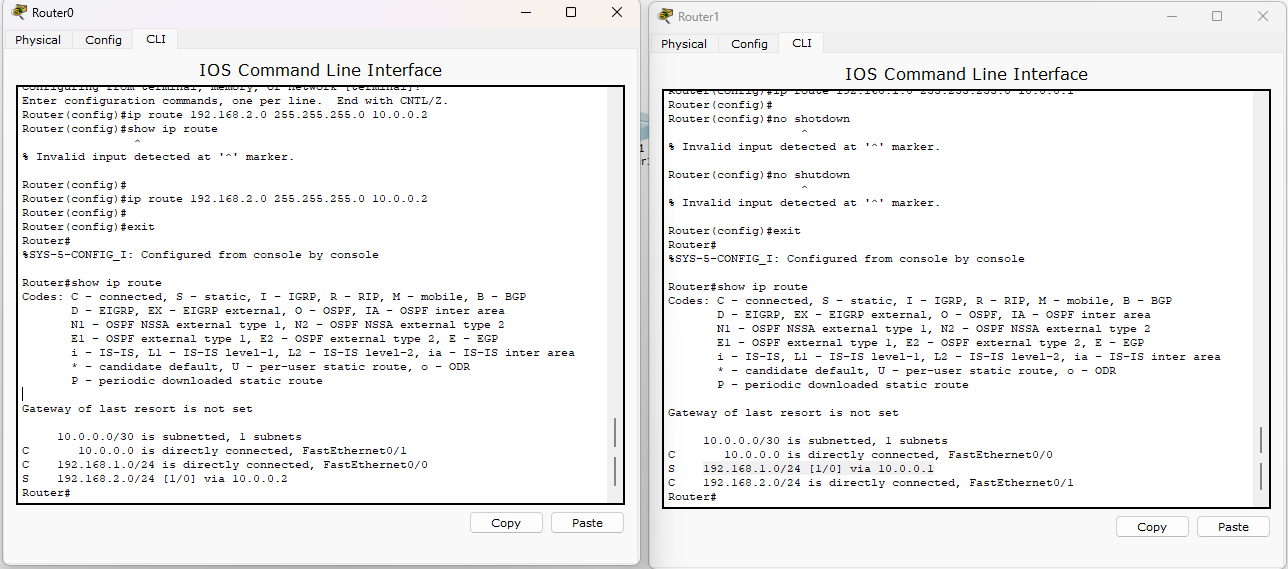 Router0
Physical Config CLI
IOS Command Line Interface
Configuring from terminal, memory, or network [terminal]?
Enter configuration commands, one per line.  End with CNTL/Z.
Router(config)#ip route 192.168.2.0 255.255.255.0 10.0.0.2
Router(config)#show ip route
^
% Invalid input detected at '^' marker.
Router(config)#
Router(config)#ip route 192.168.2.0 255.255.255.0 10.0.0.2
Router(config)#
Router(config)#exit
Router#
%SYS-5-CONFIG_I: Configured from console by console
Router#show ip route
Codes: C - connected, S - static, I - IGRP, R - RIP, M - mobile, B - BGP
D - EIGRP, EX - EIGRP external, O - OSPF, IA - OSPF inter area
N1 - OSPF NSSA external type 1, N2 - OSPF NSSA external type 2
E1 - OSPF external type 1, E2 - OSPF external type 2, E - EGP
i - IS-IS, L1 - IS-IS level-1, L2 - IS-IS level-2, ia - IS-IS inter area
* - candidate default, U - per-user static route, o - ODR
P - periodic downloaded static route
Gateway of last resort is not set
10.0.0.0/30 is subnetted, 1 subnets
C 10.0.0.0 is directly connected, FastEthernet0/1
C 192.168.1.0/24 is directly connected, FastEthernet0/0
S 192.168.2.0/24 [1/0] via 10.0.0.2
Router#
Copy Paste
Router1
Physical Config CLI
IOS Command Line Interface
Router(config)#ip route 192.168.1.0 255.255.255.0 10.0.0.1
Router(config)#
Router(config)#no shotdown
^
% Invalid input detected at '^' marker.
Router(config)#no shutdown
^
% Invalid input detected at '^' marker.
Router(config)#exit
Router#
%SYS-5-CONFIG_I: Configured from console by console
Router#show ip route
Codes: C - connected, S - static, I - IGRP, R - RIP, M - mobile, B - BGP
D - EIGRP, EX - EIGRP external, O - OSPF, IA - OSPF inter area
N1 - OSPF NSSA external type 1, N2 - OSPF NSSA external type 2
E1 - OSPF external type 1, E2 - OSPF external type 2, E - EGP
i - IS-IS, L1 - IS-IS level-1, L2 - IS-IS level-2, ia - IS-IS inter area
* - candidate default, U - per-user static route, o - ODR
P - periodic downloaded static route
Gateway of last resort is not set
10.0.0.0/30 is subnetted, 1 subnets
C 10.0.0.0 is directly connected, FastEthernet0/0
S 192.168.1.0/24 [1/0] via 10.0.0.1
C 192.168.2.0/24 is directly connected, FastEthernet0/1
Router#
Copy Paste